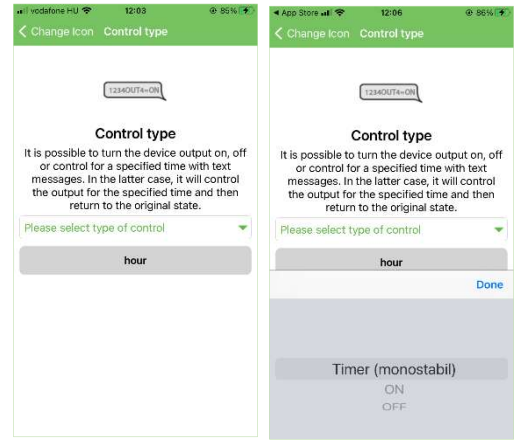 vodafone HU 12:03 85%
Change Icon Control type
1234OUT4=ON
Control type
It is possible to turn the device output on, off
or control for a specified time with text
messages. In the latter case, it will control
the output for the specified time and then
return to the original state.
Please select type of control
hour
App Store 12:06 86%
Change Icon Control type
1234OUT4=ON
Control type
It is possible to turn the device output on, off
or control for a specified time with text
messages. In the latter case, it will control
the output for the specified time and then
return to the original state.
Please select type of control
hour
Done
Timer (monostabil)
ON
OFF